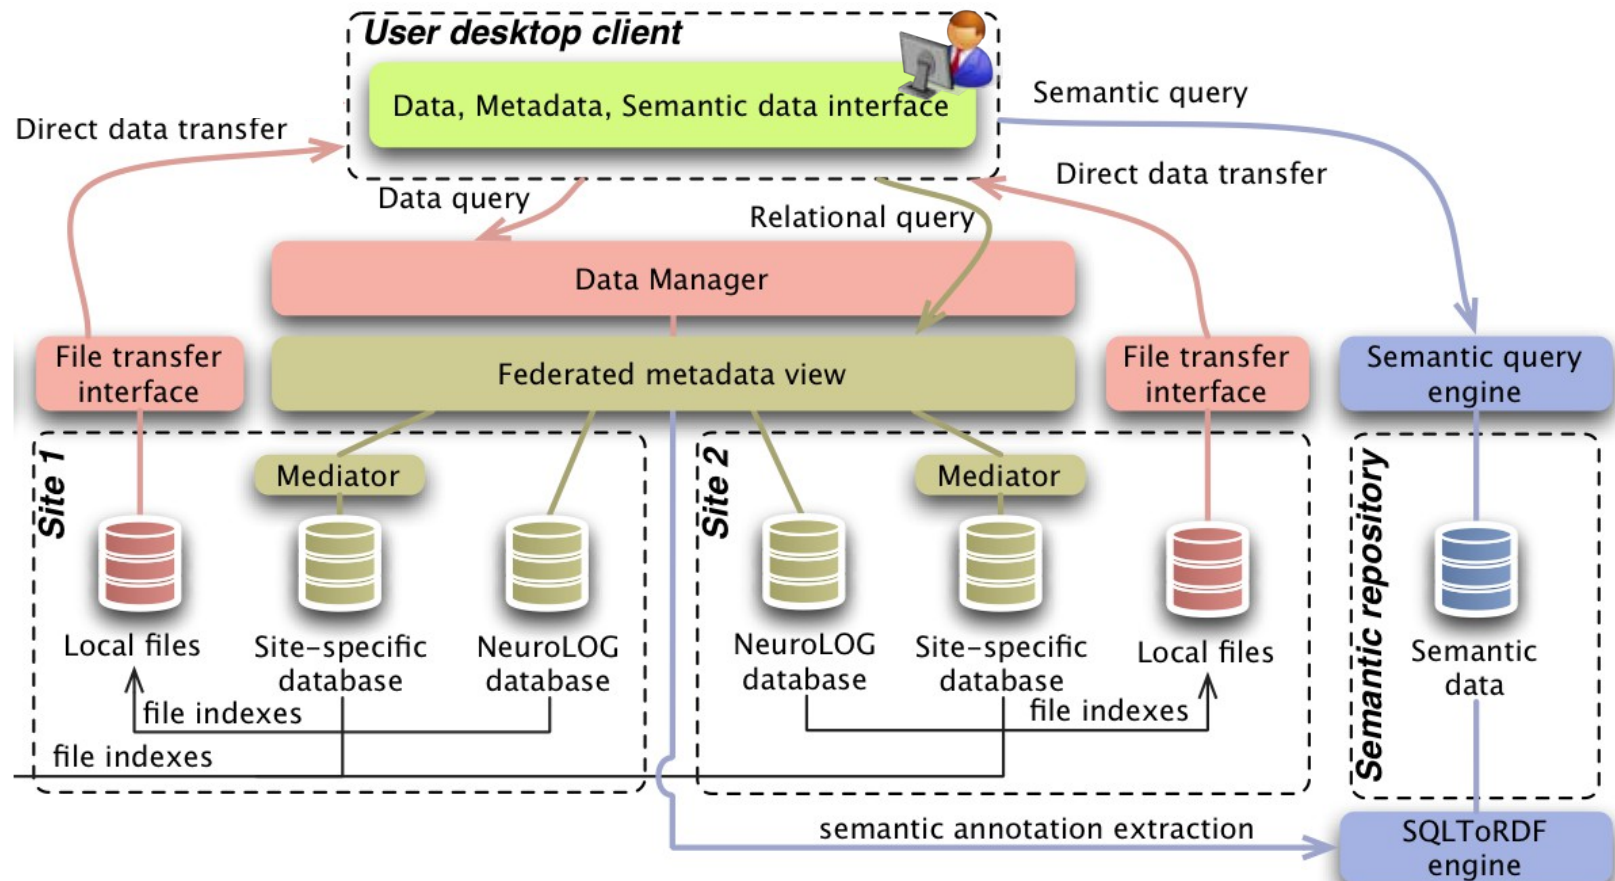 User desktop client
Data, Metadata, Semantic data interface
Semantic query
Direct data transfer
Direct data transfer
Data query
Relational query
Data Manager
File transfer
interface
Federated metadata view
File transfer
interface
Semantic query
engine
Site 1
Mediator
Local files
Site-specific
database
NeuroLOG
database
file indexes
file indexes
Site 2
Mediator
NeuroLOG
database
Site-specific
database
Local files
file indexes
Semantic repository
Semantic
data
semantic annotation extraction
SQLToRDF
engine